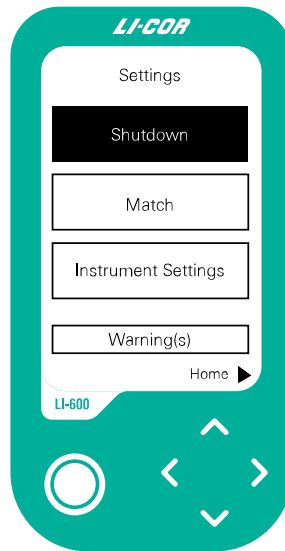 LI-COR
Settings
Shutdown
Match
Instrument Settings
Warning(s)
Home
LI-600